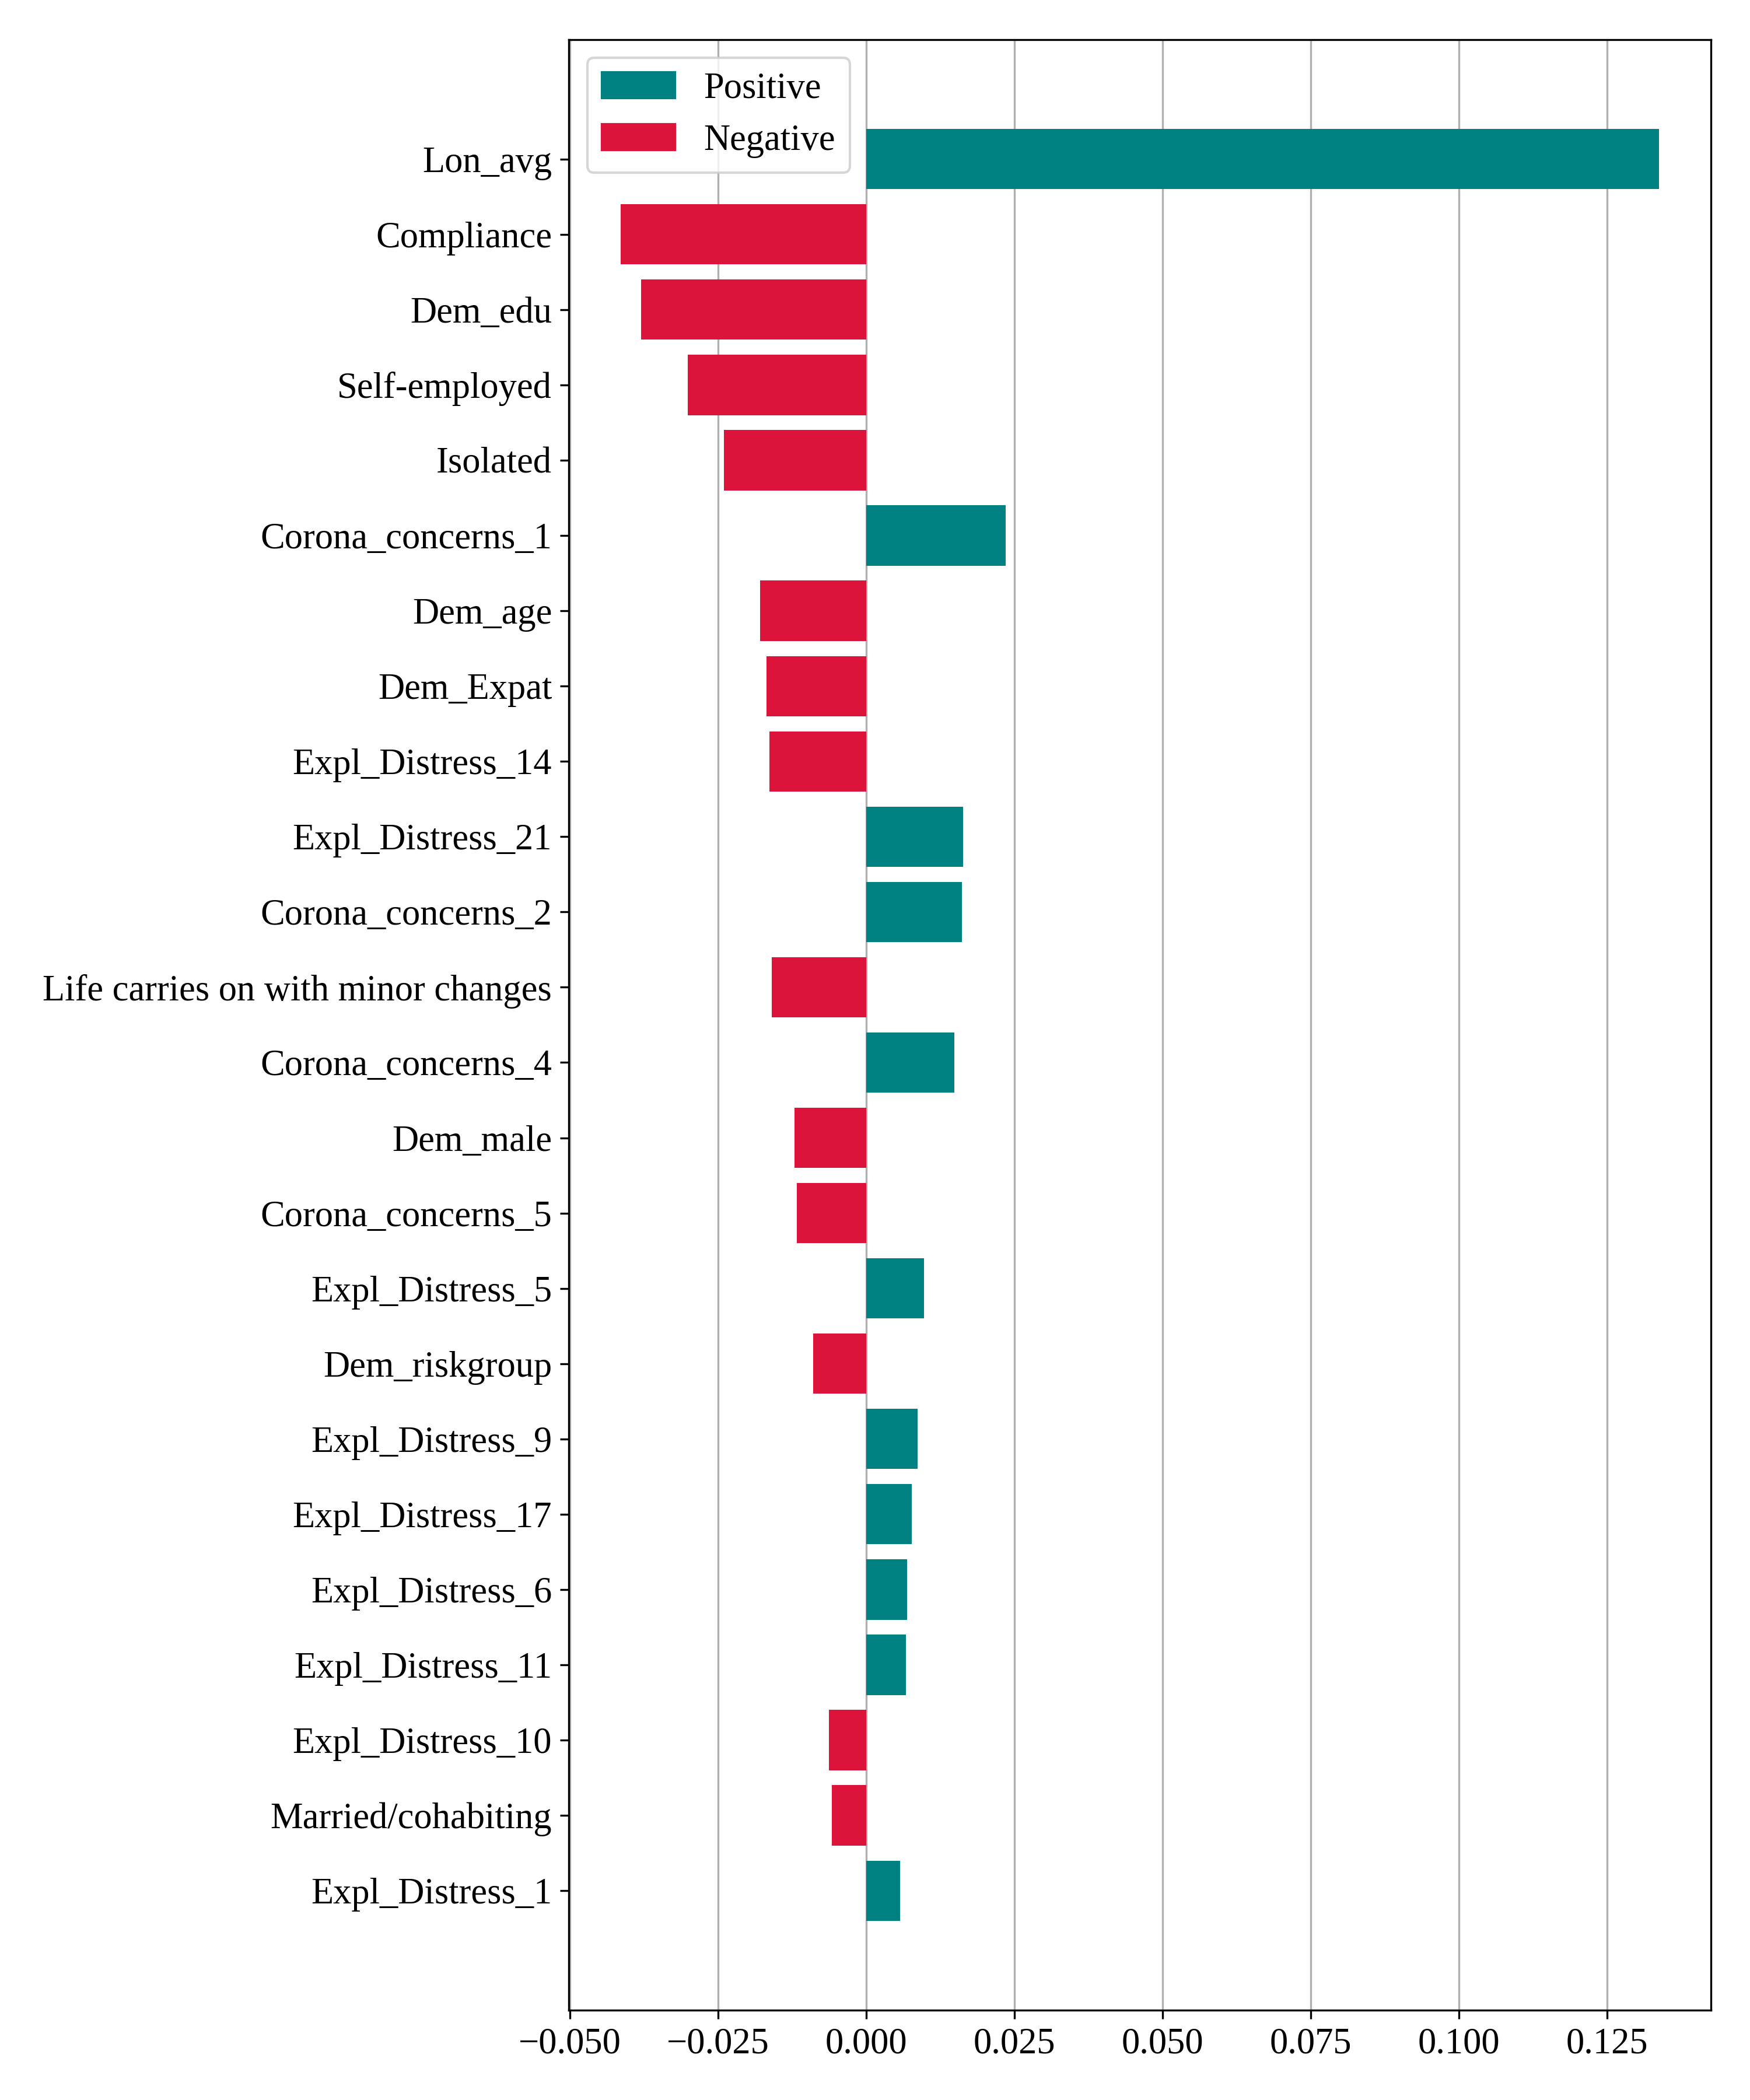 Positive
Negative
Lon_avg
Compliance
Dem_edu
Self-employed
Isolated
Corona_concerns_1
Dem_age
Dem_Expat
Expl_Distress_14
Expl_Distress_21
Corona_concerns_2
Life carries on with minor changes
Corona_concerns_4
Dem_male
Corona_concerns_5
Expl_Distress_5
Dem_riskgroup
Expl_Distress_9
Expl_Distress_17
Expl_Distress_6
Expl_Distress_11
Expl_Distress_10
Married/cohabiting
Expl_Distress_1
−0.050 −0.025 0.000 0.025 0.050 0.075 0.100 0.125